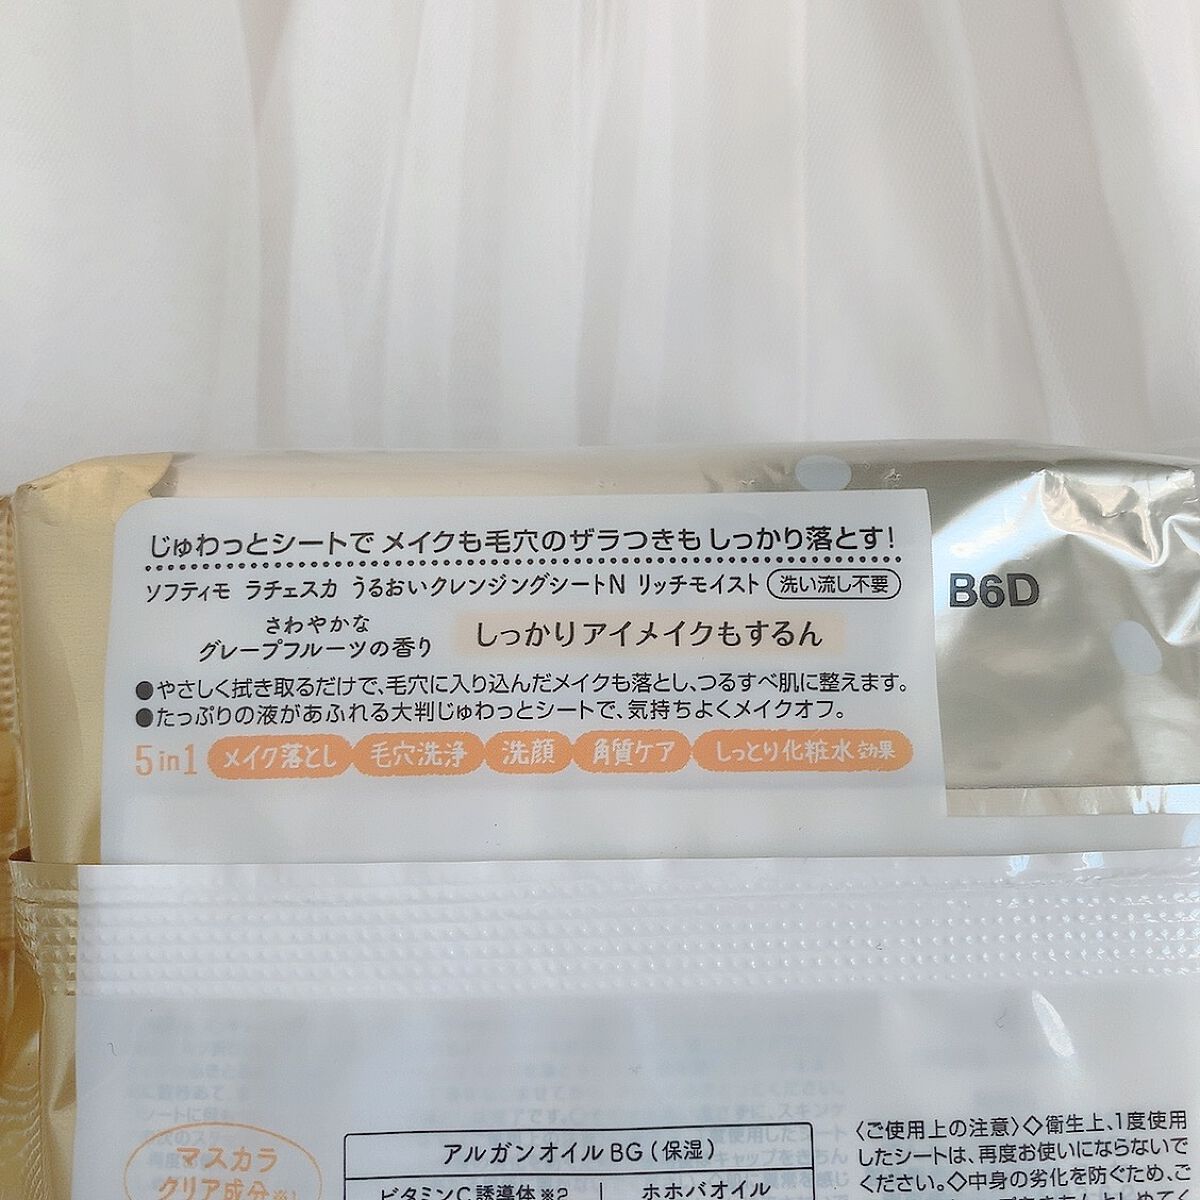 じゅわっとシートで メイクも毛穴のザラつきも しっかり落とす!
ソフティモ ラチェスカ うるおいクレンジングシートN リッチモイスト 洗い流し不要
B6D
さわやかな
グレープフルーツの香り
しっかりアイメイクもするん
●やさしく拭き取るだけで、毛穴に入り込んだメイクも落とし、つるすべ肌に整えます。
●たっぷりの液があふれる大判じゅわっとシートで、気持ちよくメイクオフ。
5in1 メイク落とし 毛穴洗浄 洗顔 角質ケア しっとり化粧水効果
マスカラ
クリア成分※1
アルガンオイルBG(保湿)
ビタミンC誘導体※2 ホホバオイル
〈ご使用上の注意〉◇衛生上、1度使用
したシートは、再度お使いにならないで
ください。◇中身の劣化を防ぐため、ご